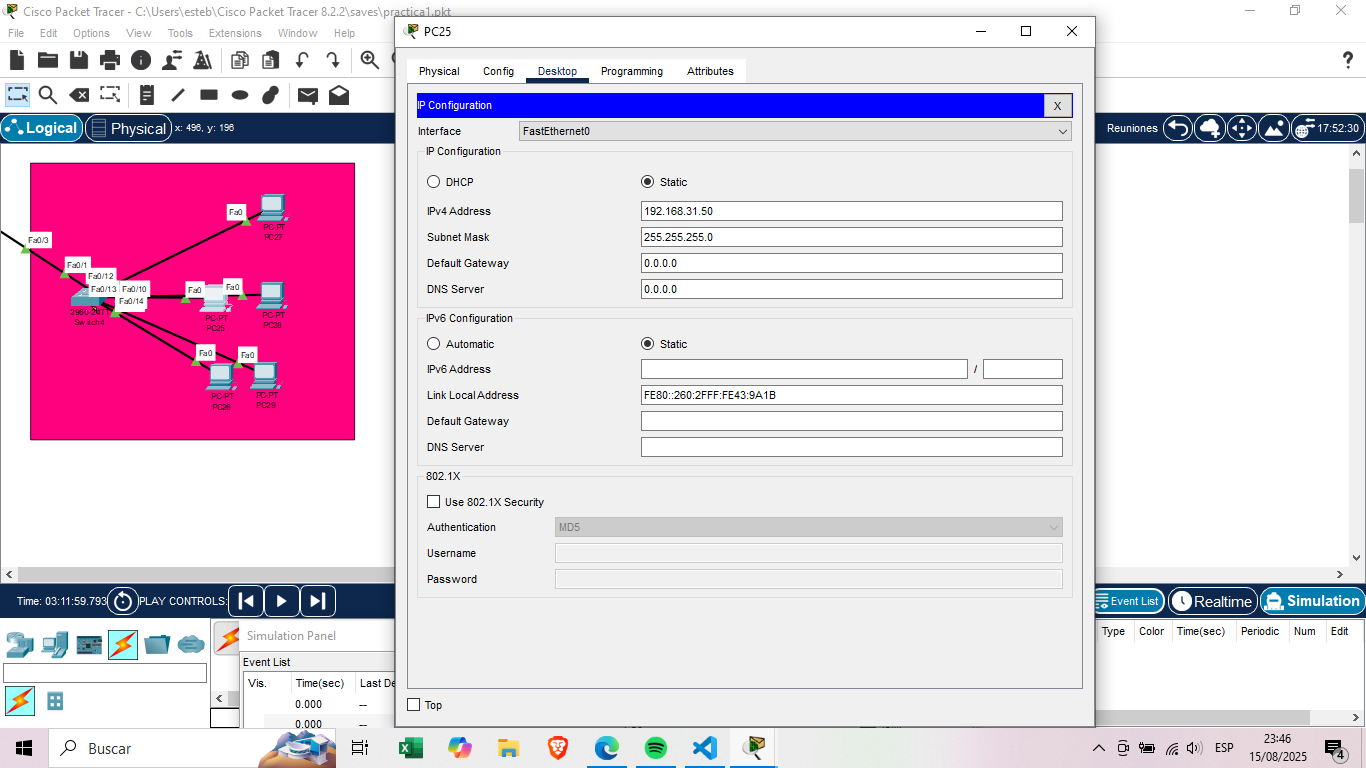 Cisco Packet Tracer - C:\Users\esteb\Cisco Packet Tracer 8.2.2\saves\practica1.pkt
File Edit Options View Tools Extensions Window Help
PC25
Physical Config Desktop Programming Attributes
IP Configuration X
Interface FastEthernet0
IP Configuration
DHCP Static
IPv4 Address 192.168.31.50
Subnet Mask 255.255.255.0
Default Gateway 0.0.0.0
DNS Server 0.0.0.0
IPv6 Configuration
Automatic Static
IPv6 Address /
Link Local Address FE80::260:2FFF:FE43:9A1B
Default Gateway
DNS Server
802.1X
Use 802.1X Security
Authentication MD5
Username
Password
Top
Logical Physical x: 496, y: 196
Reuniones 17:52:30
Fa0
PC-PT
PC27
Fa0/3
Fa0/1
Fa0/12
Fa0/13 Fa0/10
Fa0/14
Switch4
Fa0 Fa0
PC-PT
PC25
PC-PT
Fa0 Fa0
PC-PT
PC-PT
PC29
Time: 03:11:59.793 PLAY CONTROLS:
Event List Realtime Simulation
Simulation Panel
Event List
Vis. Time(sec) Last De
0.000 --
0.000 --
Type Color Time(sec) Periodic Num Edit
Buscar
ESP
23:46
15/08/2025
4